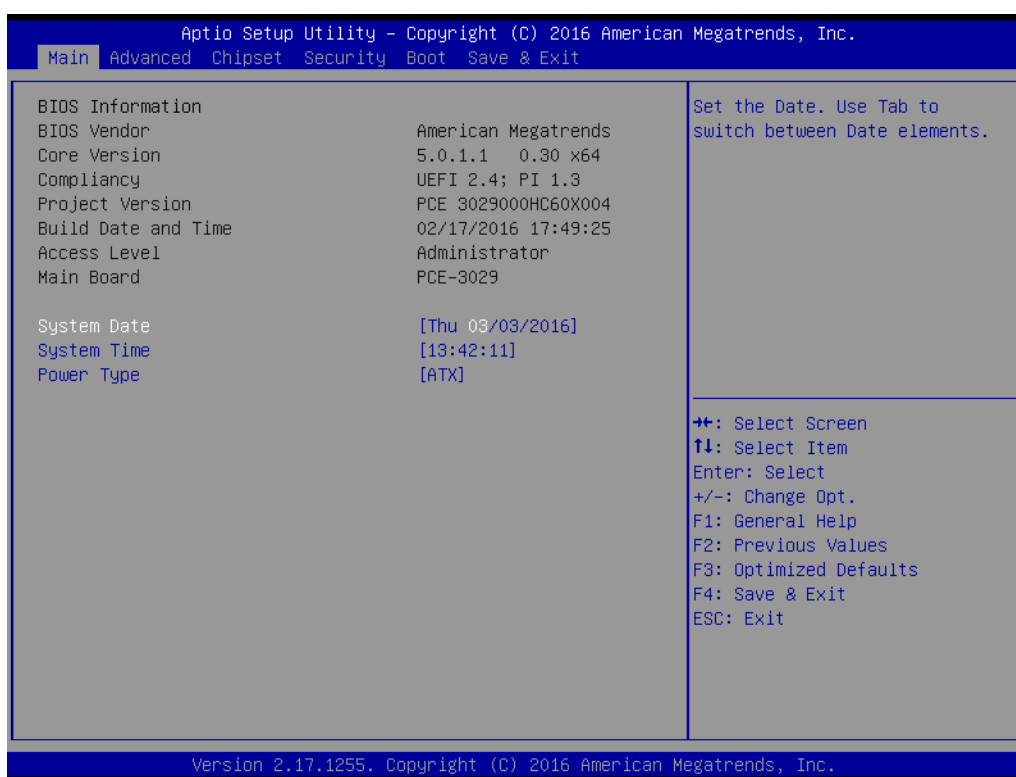 Aptio Setup Utility – Copyright (C) 2016 American Megatrends, Inc.
Main Advanced Chipset Security Boot Save & Exit
BIOS Information
BIOS Vendor American Megatrends
Core Version 5.0.1.1 0.30 x64
Compliancy UEFI 2.4; PI 1.3
Project Version PCE 3029000HC60X004
Build Date and Time 02/17/2016 17:49:25
Access Level Administrator
Main Board PCE-3029
System Date [Thu 03/03/2016]
System Time [13:42:11]
Power Type [ATX]
Set the Date. Use Tab to
switch between Date elements.
→←: Select Screen
↑↓: Select Item
Enter: Select
+/-: Change Opt.
F1: General Help
F2: Previous Values
F3: Optimized Defaults
F4: Save & Exit
ESC: Exit
Version 2.17.1255. Copyright (C) 2016 American Megatrends, Inc.